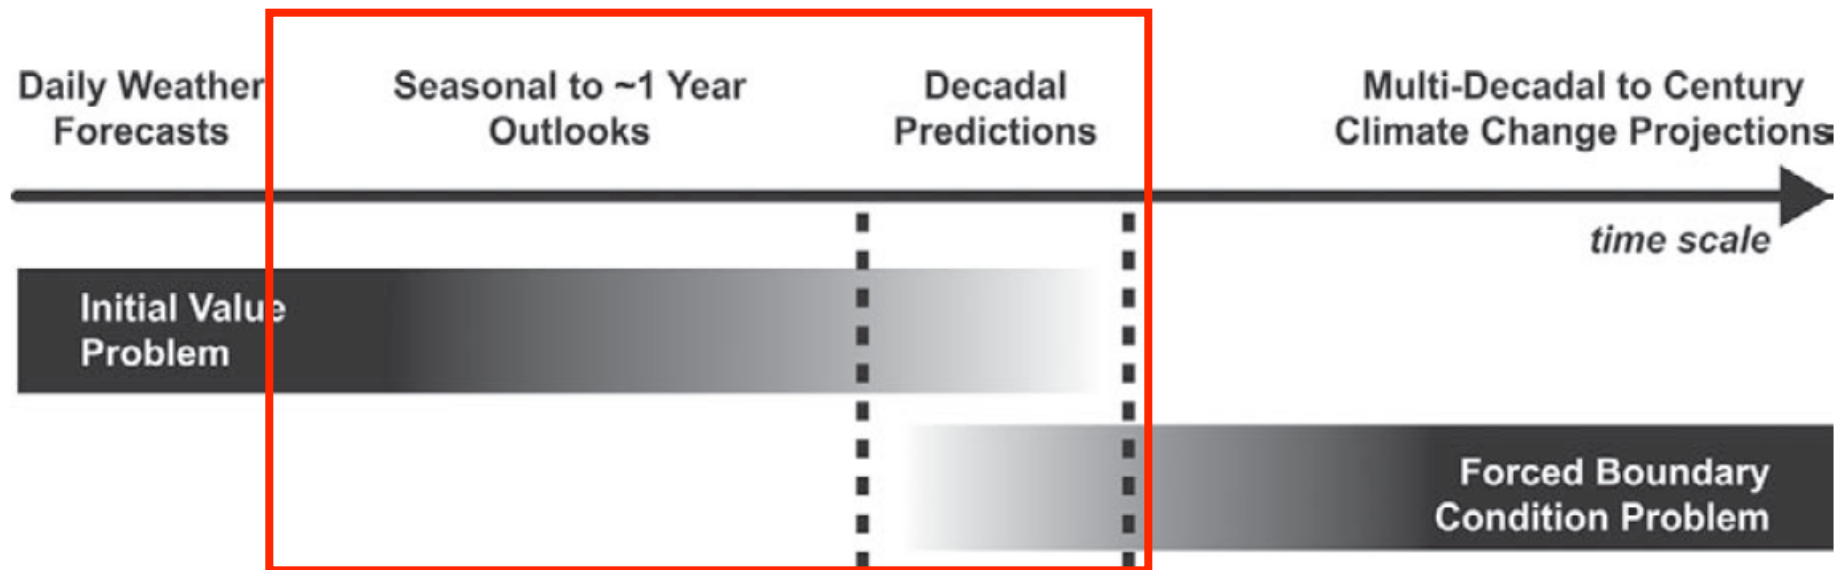 Daily Weather
Forecasts
Seasonal to ~1 Year
Outlooks
Decadal
Predictions
Multi-Decadal to Century
Climate Change Projections
time scale
Initial Value
Problem
Forced Boundary
Condition Problem